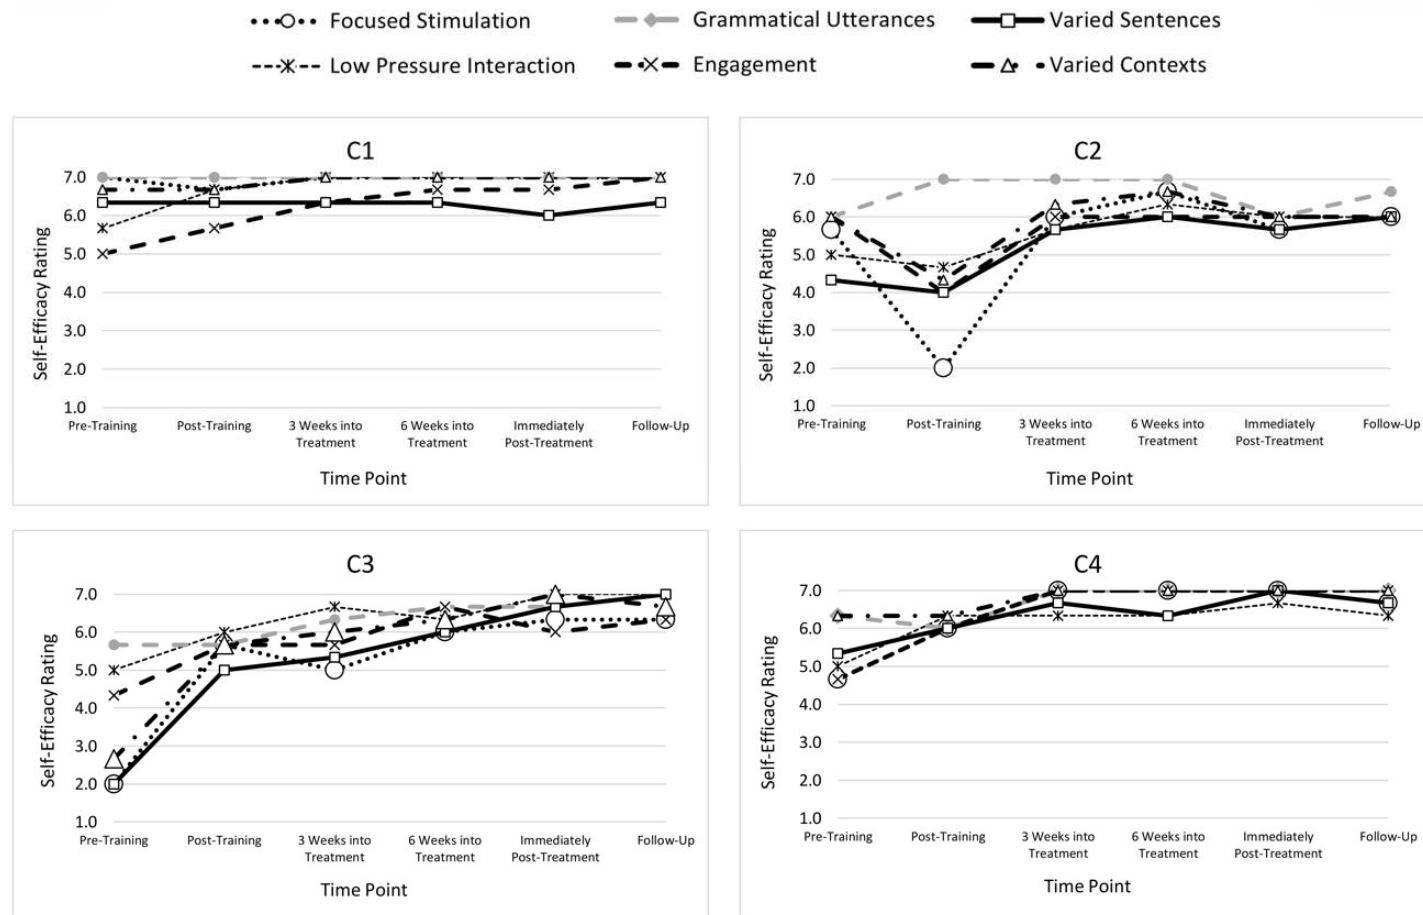 Focused Stimulation Grammatical Utterances Varied Sentences
Low Pressure Interaction Engagement Varied Contexts
C1
7.0
6.0
5.0
4.0
3.0
2.0
1.0
Self-Efficacy Rating
Pre-Training Post-Training 3 Weeks into 6 Weeks into Immediately Follow-Up
Treatment Treatment Post-Treatment
Time Point
C2
7.0
6.0
5.0
4.0
3.0
2.0
1.0
Self-Efficacy Rating
Pre-Training Post-Training 3 Weeks into 6 Weeks into Immediately Follow-Up
Treatment Treatment Post-Treatment
Time Point
C3
7.0
6.0
5.0
4.0
3.0
2.0
1.0
Self-Efficacy Rating
Pre-Training Post-Training 3 Weeks into 6 Weeks into Immediately Follow-Up
Treatment Treatment Post-Treatment
Time Point
C4
7.0
6.0
5.0
4.0
3.0
2.0
1.0
Self-Efficacy Rating
Pre-Training Post-Training 3 Weeks into 6 Weeks into Immediately Follow-Up
Treatment Treatment Post-Treatment
Time Point